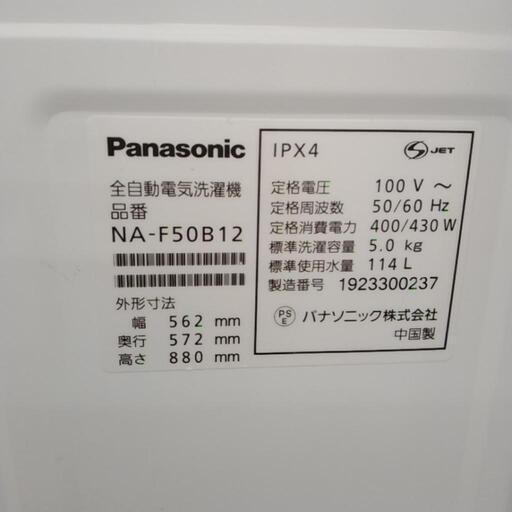 Panasonic
全自動電気洗濯機
品番
NA-F50B12
外形寸法
幅 562 mm
奥行 572 mm
高さ 880 mm
IPX4
S JET
定格電圧 100 V ～
定格周波数 50/60 Hz
定格消費電力 400/430 W
標準洗濯容量 5.0 kg
標準使用水量 114 L
製造番号 1923300237
PS E パナソニック株式会社
中国製